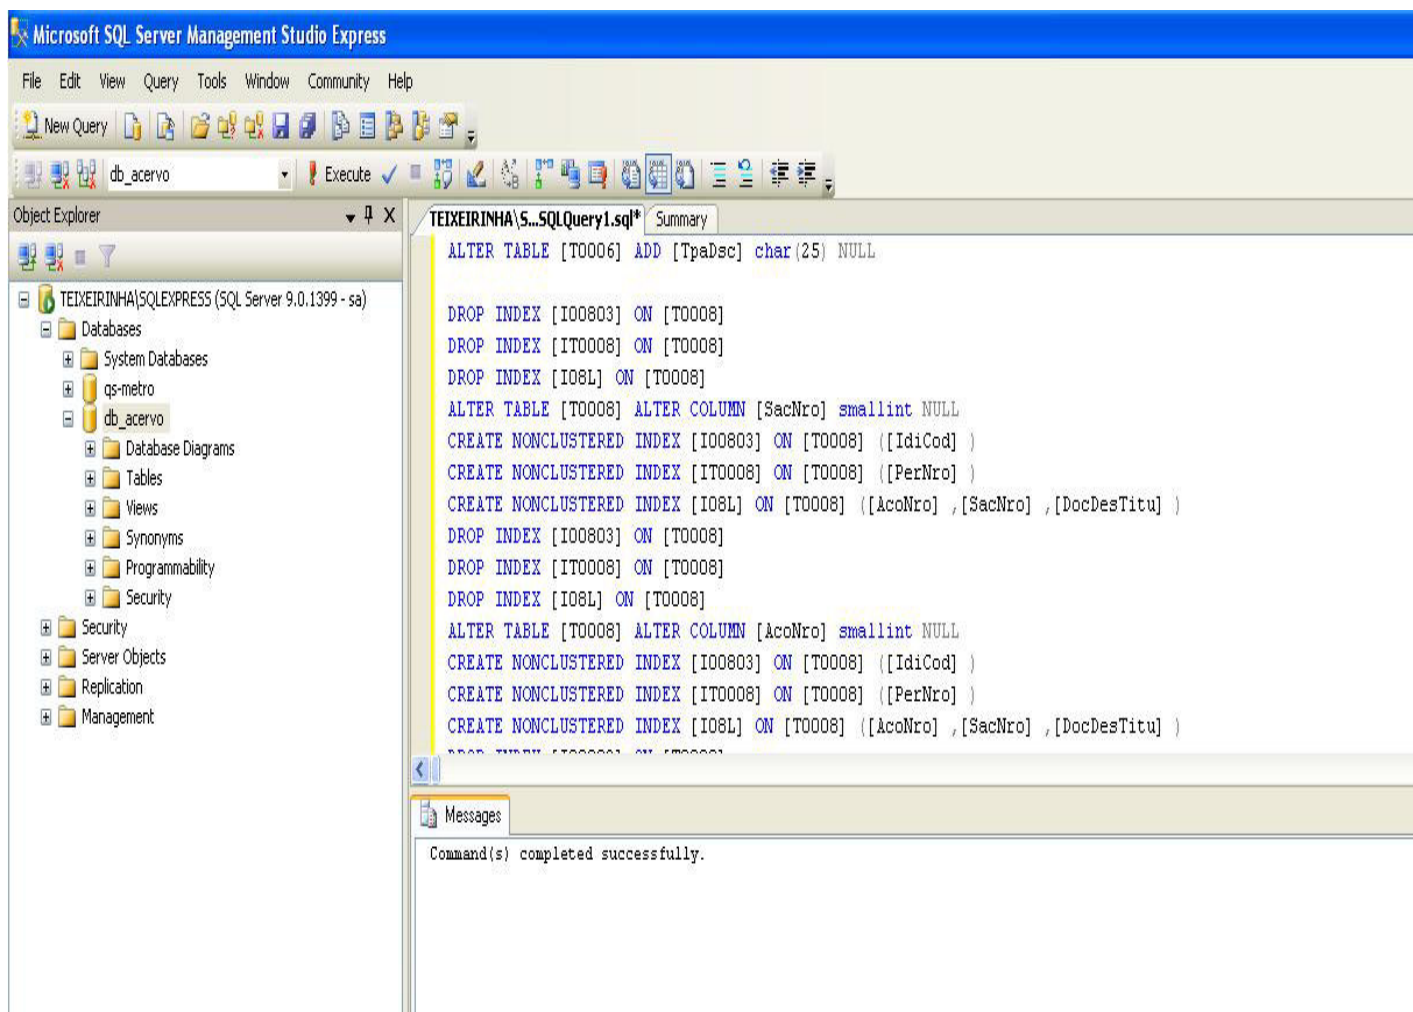 Microsoft SQL Server Management Studio Express
File Edit View Query Tools Window Community Help
New Query
db_acervo Execute
Object Explorer
TEIXEIRINHA\SQLEXPRESS (SQL Server 9.0.1399 - sa)
Databases
System Databases
qs-metro
db_acervo
Database Diagrams
Tables
Views
Synonyms
Programmability
Security
Security
Server Objects
Replication
Management
TEIXEIRINHA\S...SQLQuery1.sql* Summary
ALTER TABLE [T0006] ADD [TpaDsc] char(25) NULL
DROP INDEX [I00803] ON [T0008]
DROP INDEX [IT0008] ON [T0008]
DROP INDEX [I08L] ON [T0008]
ALTER TABLE [T0008] ALTER COLUMN [SacNro] smallint NULL
CREATE NONCLUSTERED INDEX [I00803] ON [T0008] ([IdiCod] )
CREATE NONCLUSTERED INDEX [IT0008] ON [T0008] ([PerNro] )
CREATE NONCLUSTERED INDEX [I08L] ON [T0008] ([AcoNro] ,[SacNro] ,[DocDesTitu] )
DROP INDEX [I00803] ON [T0008]
DROP INDEX [IT0008] ON [T0008]
DROP INDEX [I08L] ON [T0008]
ALTER TABLE [T0008] ALTER COLUMN [AcoNro] smallint NULL
CREATE NONCLUSTERED INDEX [I00803] ON [T0008] ([IdiCod] )
CREATE NONCLUSTERED INDEX [IT0008] ON [T0008] ([PerNro] )
CREATE NONCLUSTERED INDEX [I08L] ON [T0008] ([AcoNro] ,[SacNro] ,[DocDesTitu] )
Messages
Command(s) completed successfully.